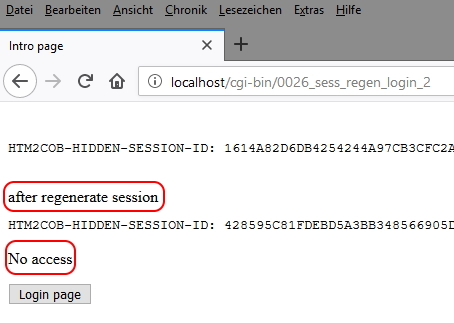 Datei Bearbeiten Ansicht Chronik Lesezeichen Extras Hilfe
Intro page
localhost/cgi-bin/0026_sess_regen_login_2
HTM2COB-HIDDEN-SESSION-ID: 1614A82D6DB4254244A97CB3CFC2A
after regenerate session
HTM2COB-HIDDEN-SESSION-ID: 428595C81FDEBD5A3BB348566905D
No access
Login page